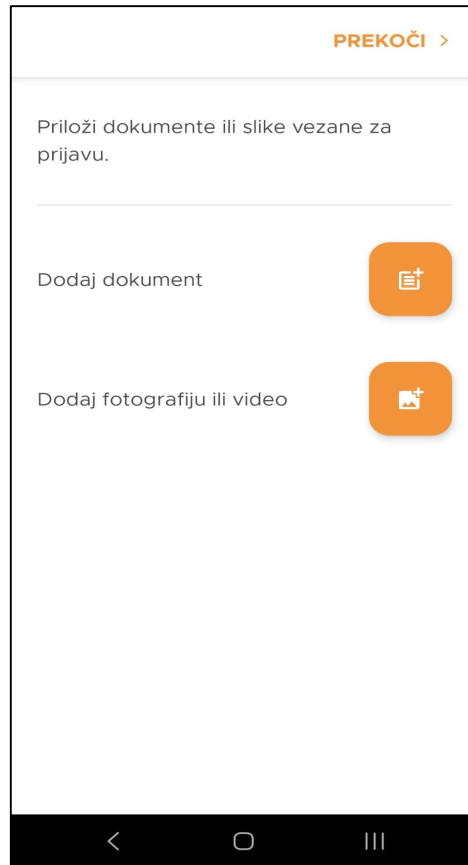 PREKOČI >
Priloži dokumente ili slike vezane za
prijavu.
Dodaj dokument
Dodaj fotografiju ili video